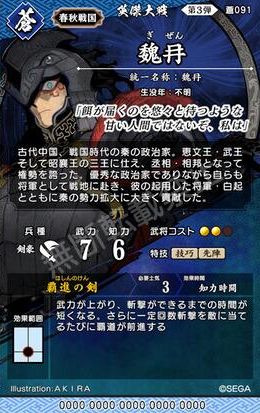 蒼
春秋戦国
英傑大戦
第3弾
蒼091
ぎ ぜん
魏冄
統一名称:魏冄
生没年:不明
「餌が届くのを悠々と待つような
甘い人間ではないぞ、私は」
古代中国、戦国時代の秦の政治家。恵文王・武王
そして昭襄王の三王に仕え、丞相・相邦となって
権勢を誇った。優秀な政治家でありながら自らも
将軍として戦地に赴き、彼の起用した将軍・白起
とともに秦の勢力拡大に大きく貢献した。
兵種
武力
知力
武将コスト
剣豪
7
6
特技
技巧
先陣
はしんのけん
必要士気
効果時間
覇進の剣
3
知力時間
効果範囲
武力が上がり、斬撃ができるまでの時間が
短くなる。さらに一定回数斬撃を敵に当て
るたびに覇道が前進する
Illustration:AKIRA
©SEGA
0000-0000-0000-0000-0000